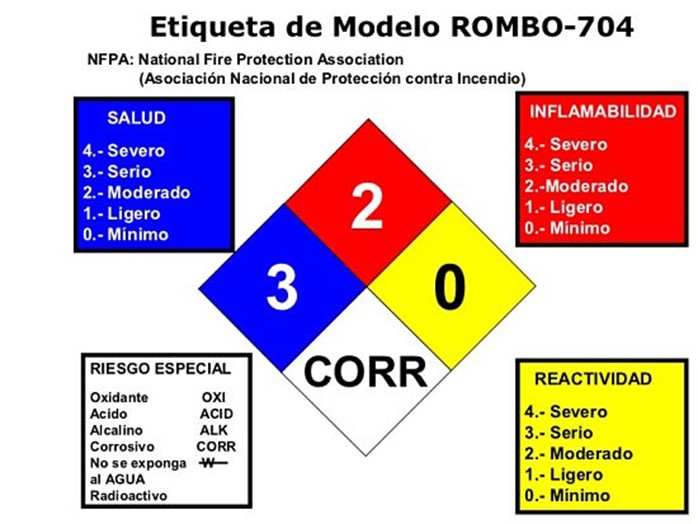 Etiqueta de Modelo ROMBO-704
NFPA: National Fire Protection Association
(Asociación Nacional de Protección contra Incendio)
SALUD
4.- Severo
3.- Serio
2.- Moderado
1.- Ligero
0.- Mínimo
INFLAMABILIDAD
4.- Severo
3.- Serio
2.-Moderado
1.- Ligero
0.- Mínimo
2
3
0
CORR
RIESGO ESPECIAL
Oxidante OXI
Acido ACID
Alcalino ALK
Corrosivo CORR
No se exponga W
al AGUA
Radioactivo
REACTIVIDAD
4.- Severo
3.- Serio
2.- Moderado
1.- Ligero
0.- Mínimo